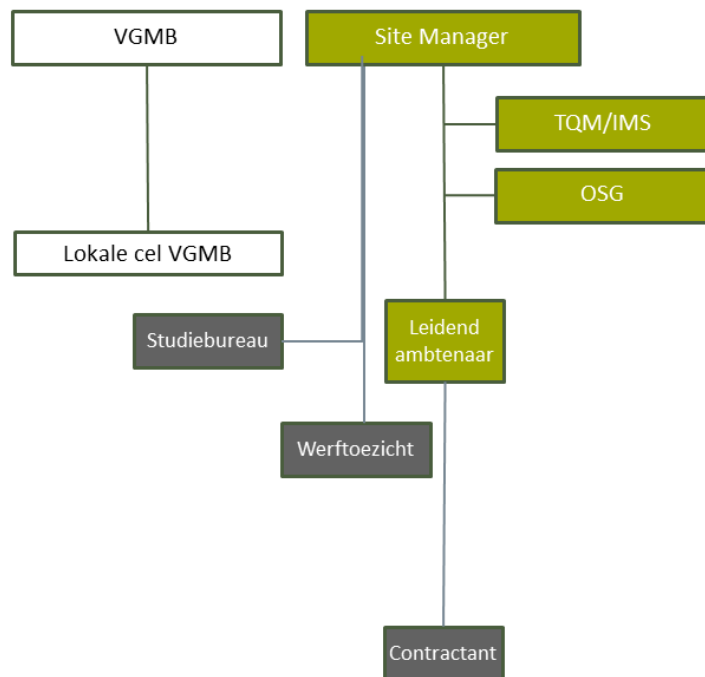 VGMB
Site Manager
TQM/IMS
OSG
Lokale cel VGMB
Studiebureau
Leidend
ambtenaar
Werftoezicht
Contractant